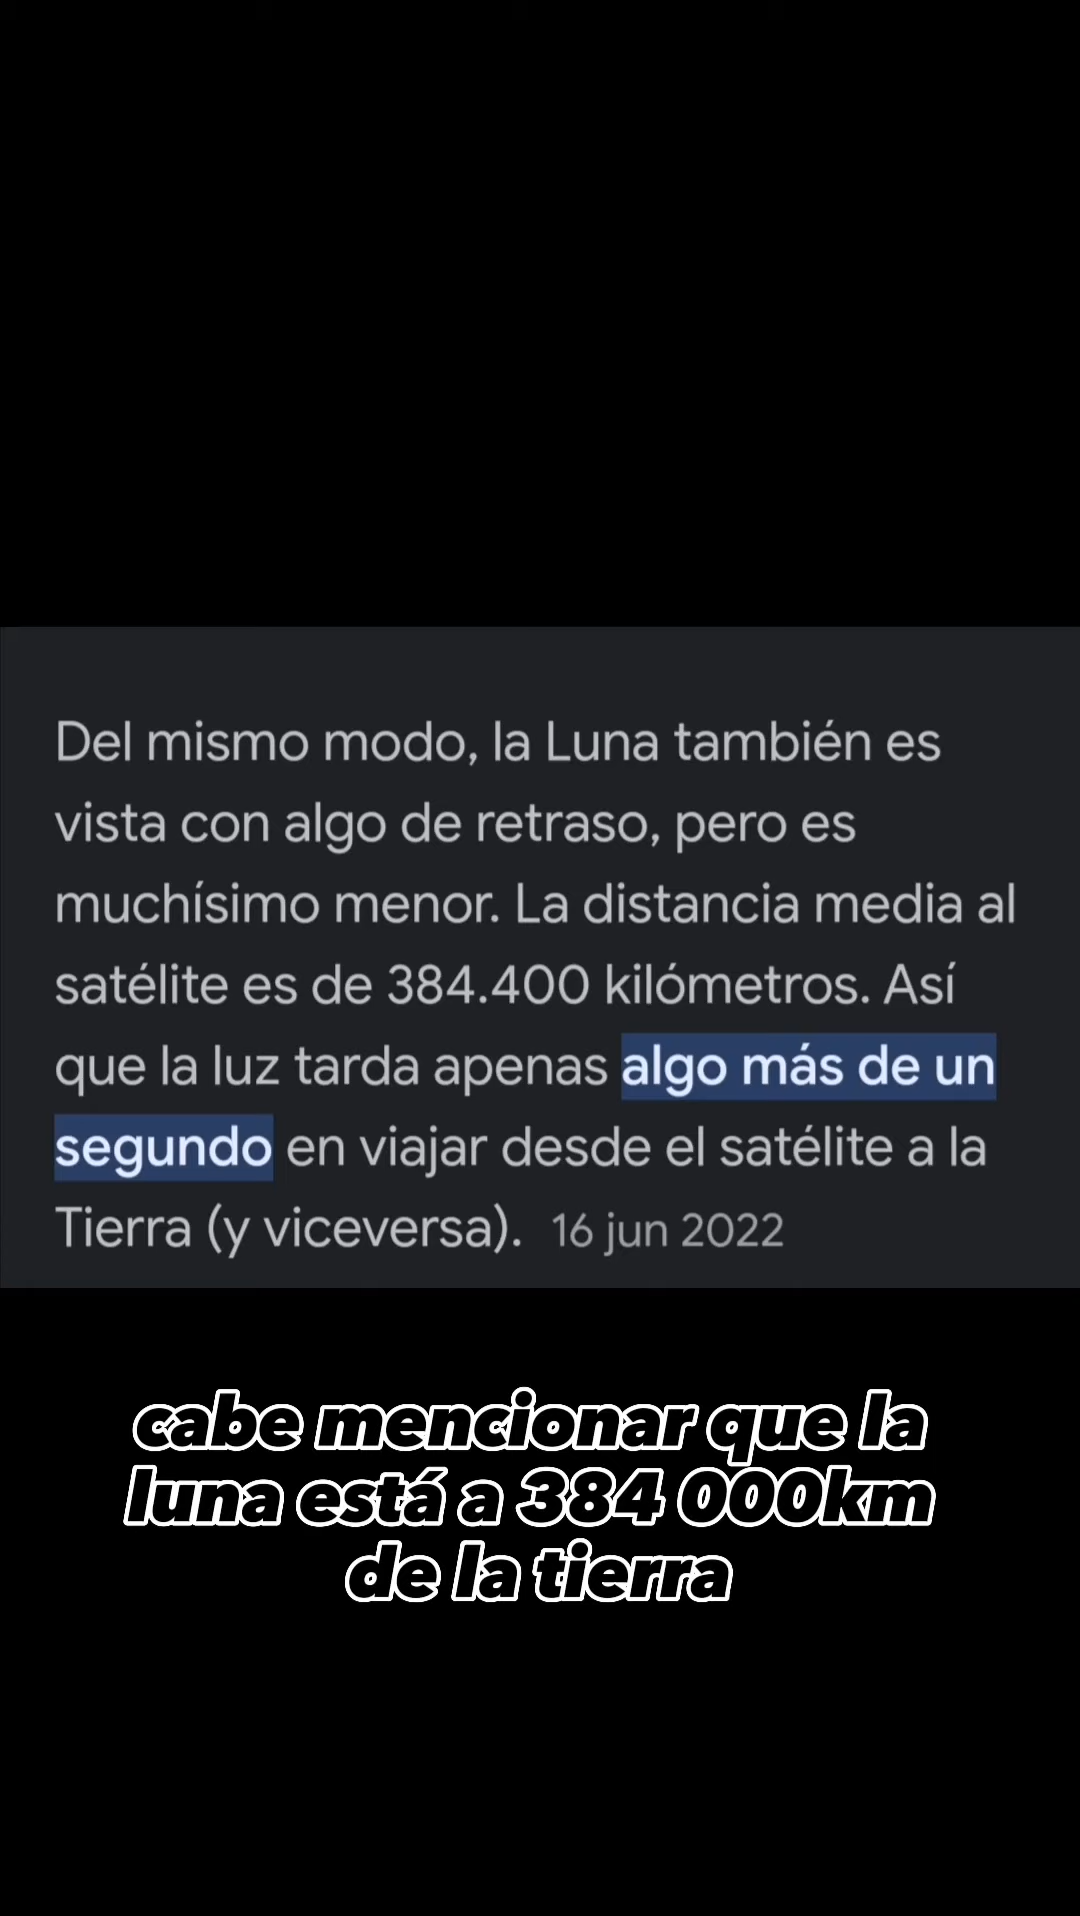 Del mismo modo, la Luna también es
vista con algo de retraso, pero es
muchísimo menor. La distancia media al
satélite es de 384.400 kilómetros. Así
que la luz tarda apenas algo más de un
segundo en viajar desde el satélite a la
Tierra (y viceversa). 16 jun 2022
cabe mencionar que la
luna está a 384 000km
de la tierra